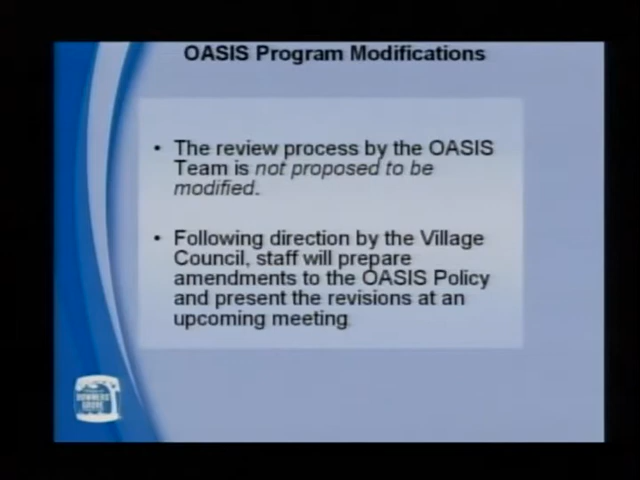 OASIS Program Modifications
• The review process by the OASIS
Team is not proposed to be
modified.
• Following direction by the Village
Council, staff will prepare
amendments to the OASIS Policy
and present the revisions at an
upcoming meeting
DOWNERS
GROVE